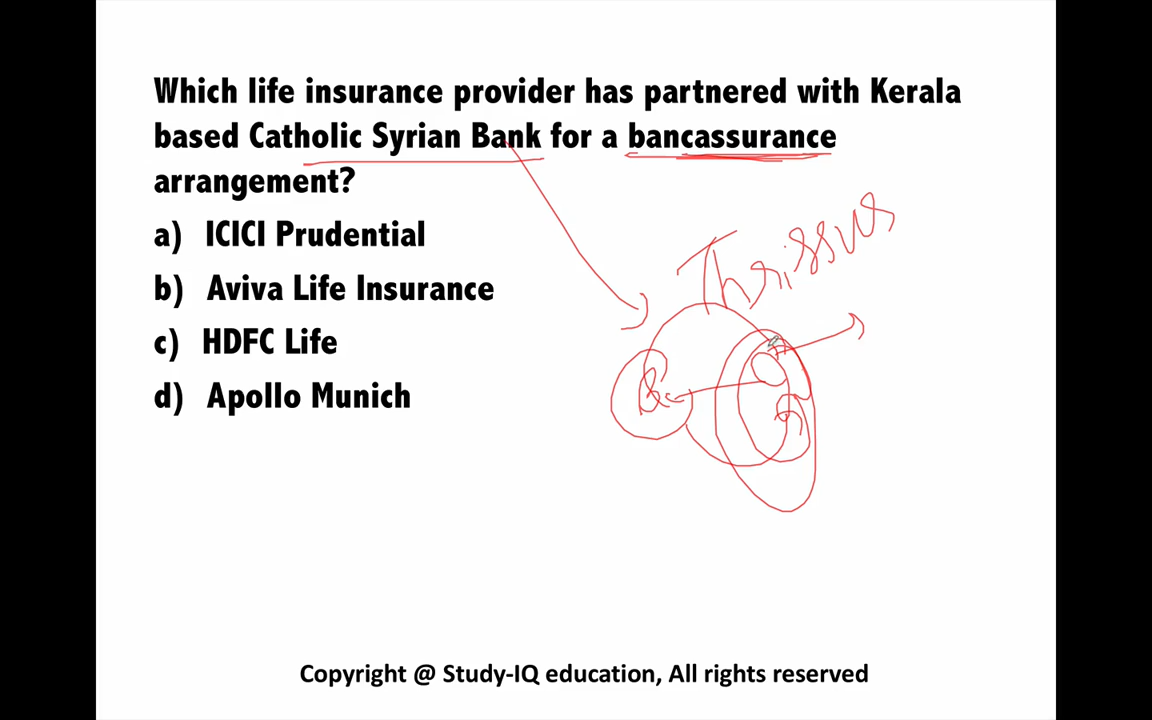 Which life insurance provider has partnered with Kerala
based Catholic Syrian Bank for a bancassurance
arrangement?
a) ICICI Prudential
b) Aviva Life Insurance
c) HDFC Life
d) Apollo Munich
Thrissur
Copyright @ Study-IQ education, All rights reserved